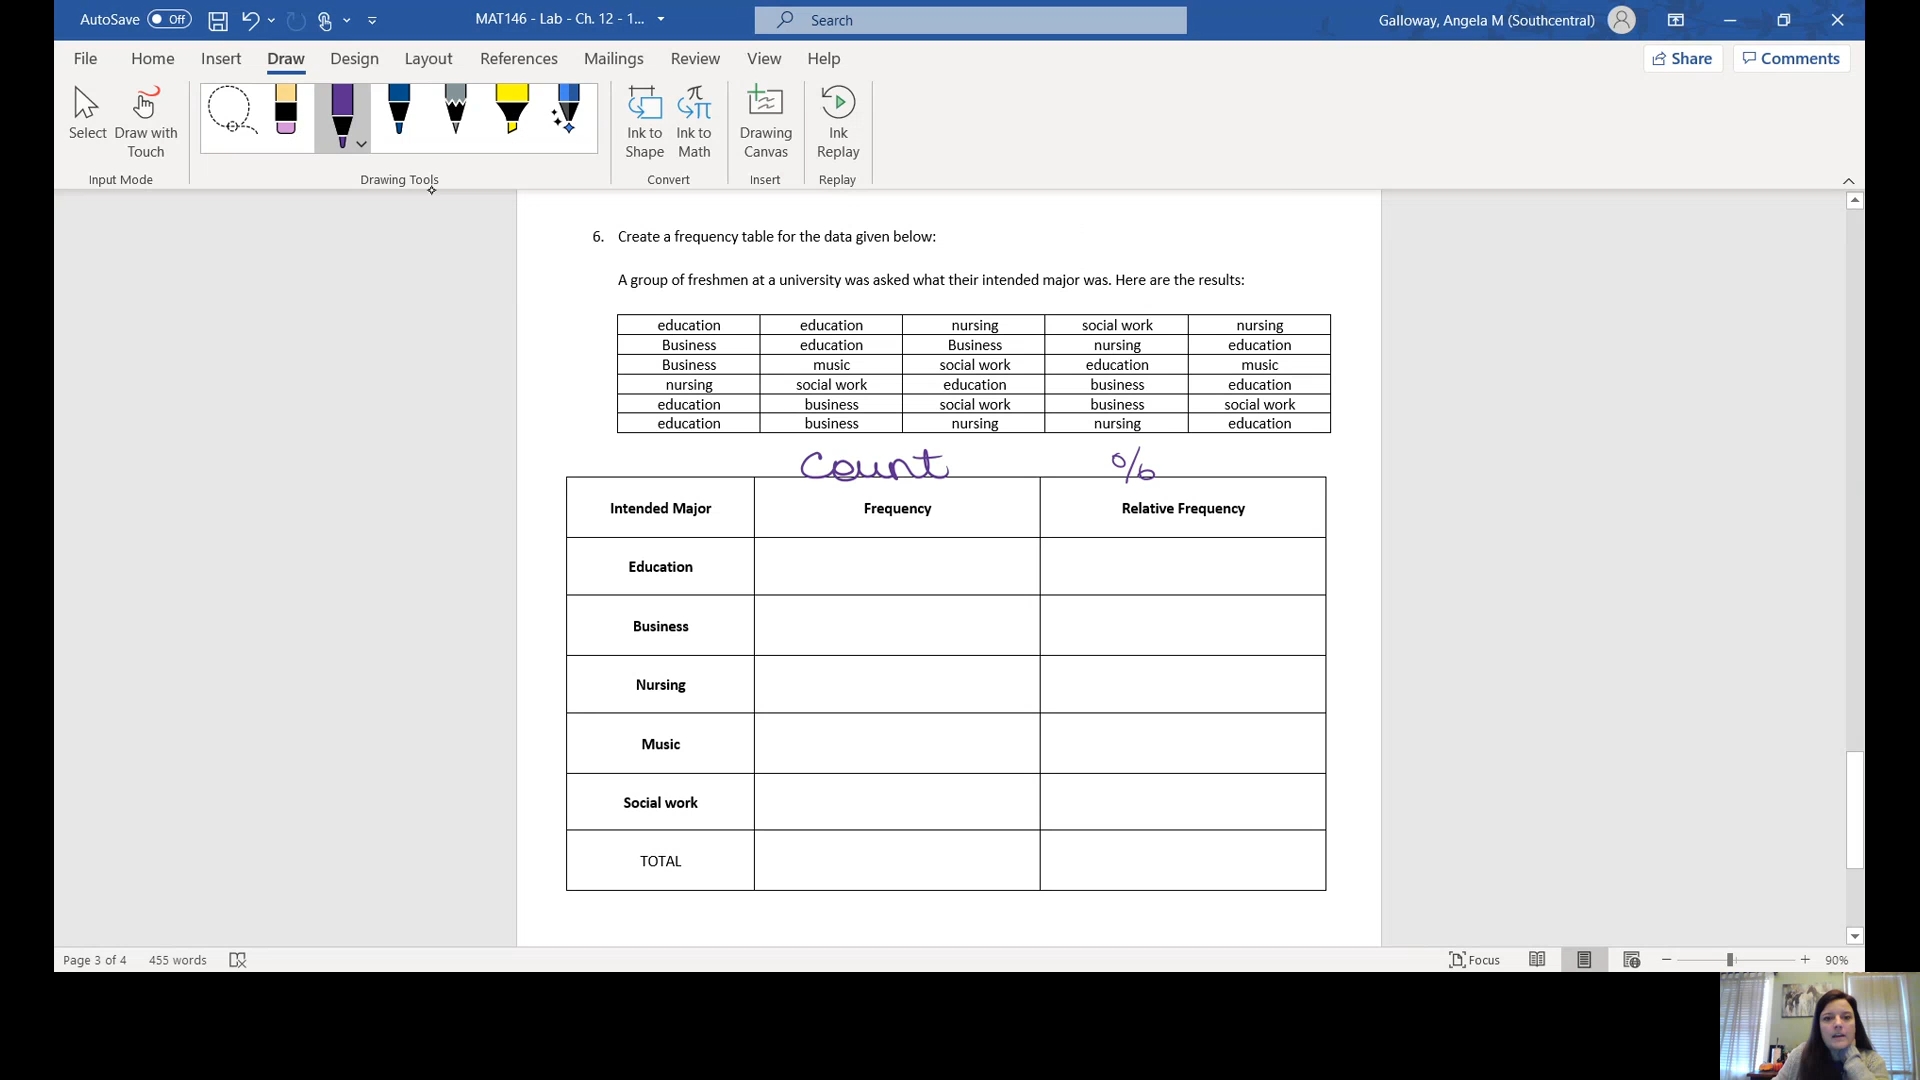 AutoSave Off MAT146 - Lab - Ch. 12 - 1... Search Galloway, Angela M (Southcentral)
File Home Insert Draw Design Layout References Mailings Review View Help Share Comments
Select Draw with Touch Ink to Shape Ink to Math Drawing Canvas Ink Replay
Input Mode Drawing Tools Convert Insert Replay
6. Create a frequency table for the data given below:
A group of freshmen at a university was asked what their intended major was. Here are the results:
education education nursing social work nursing
Business education Business nursing education
Business music social work education music
nursing social work education business education
education business social work business social work
education business nursing nursing education
count %
Intended Major Frequency Relative Frequency
Education
Business
Nursing
Music
Social work
TOTAL
Page 3 of 4 455 words Focus 90%